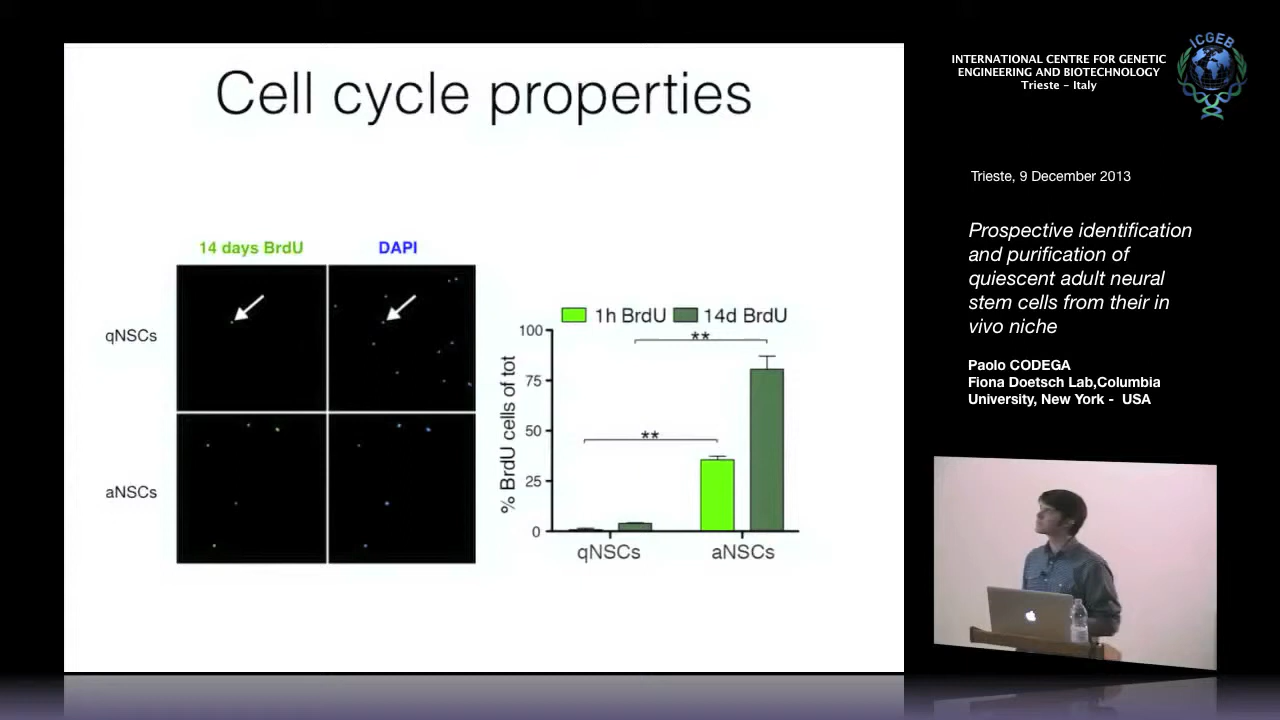 Cell cycle properties
14 days BrdU
DAPI
qNSCs
aNSCs
1h BrdU
14d BrdU
% BrdU cells of tot
100
75
50
25
0
**
**
qNSCs
aNSCs
INTERNATIONAL CENTRE FOR GENETIC
ENGINEERING AND BIOTECHNOLOGY
Trieste - Italy
ICGEB
Trieste, 9 December 2013
Prospective identification
and purification of
quiescent adult neural
stem cells from their in
vivo niche
Paolo CODEGA
Fiona Doetsch Lab,Columbia
University, New York - USA